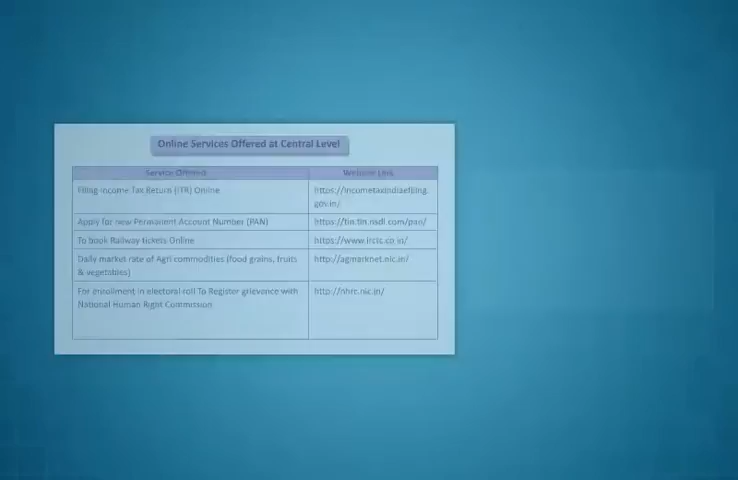 Online Services Offered at Central Level
Service Offered Website Link
Filing Income Tax Return (ITR) Online https://incometaxindiaefiling.
gov.in/
Apply for new Permanent Account Number (PAN) https://tin.tin.nsdl.com/pan/
To book Railway tickets Online https://www.irctc.co.in/
Daily market rate of Agri commodities (food grains, fruits http://agmarknet.nic.in/
& vegetables)
For enrollment in electoral roll To Register grievance with http://nhrc.nic.in/
National Human Right Commission